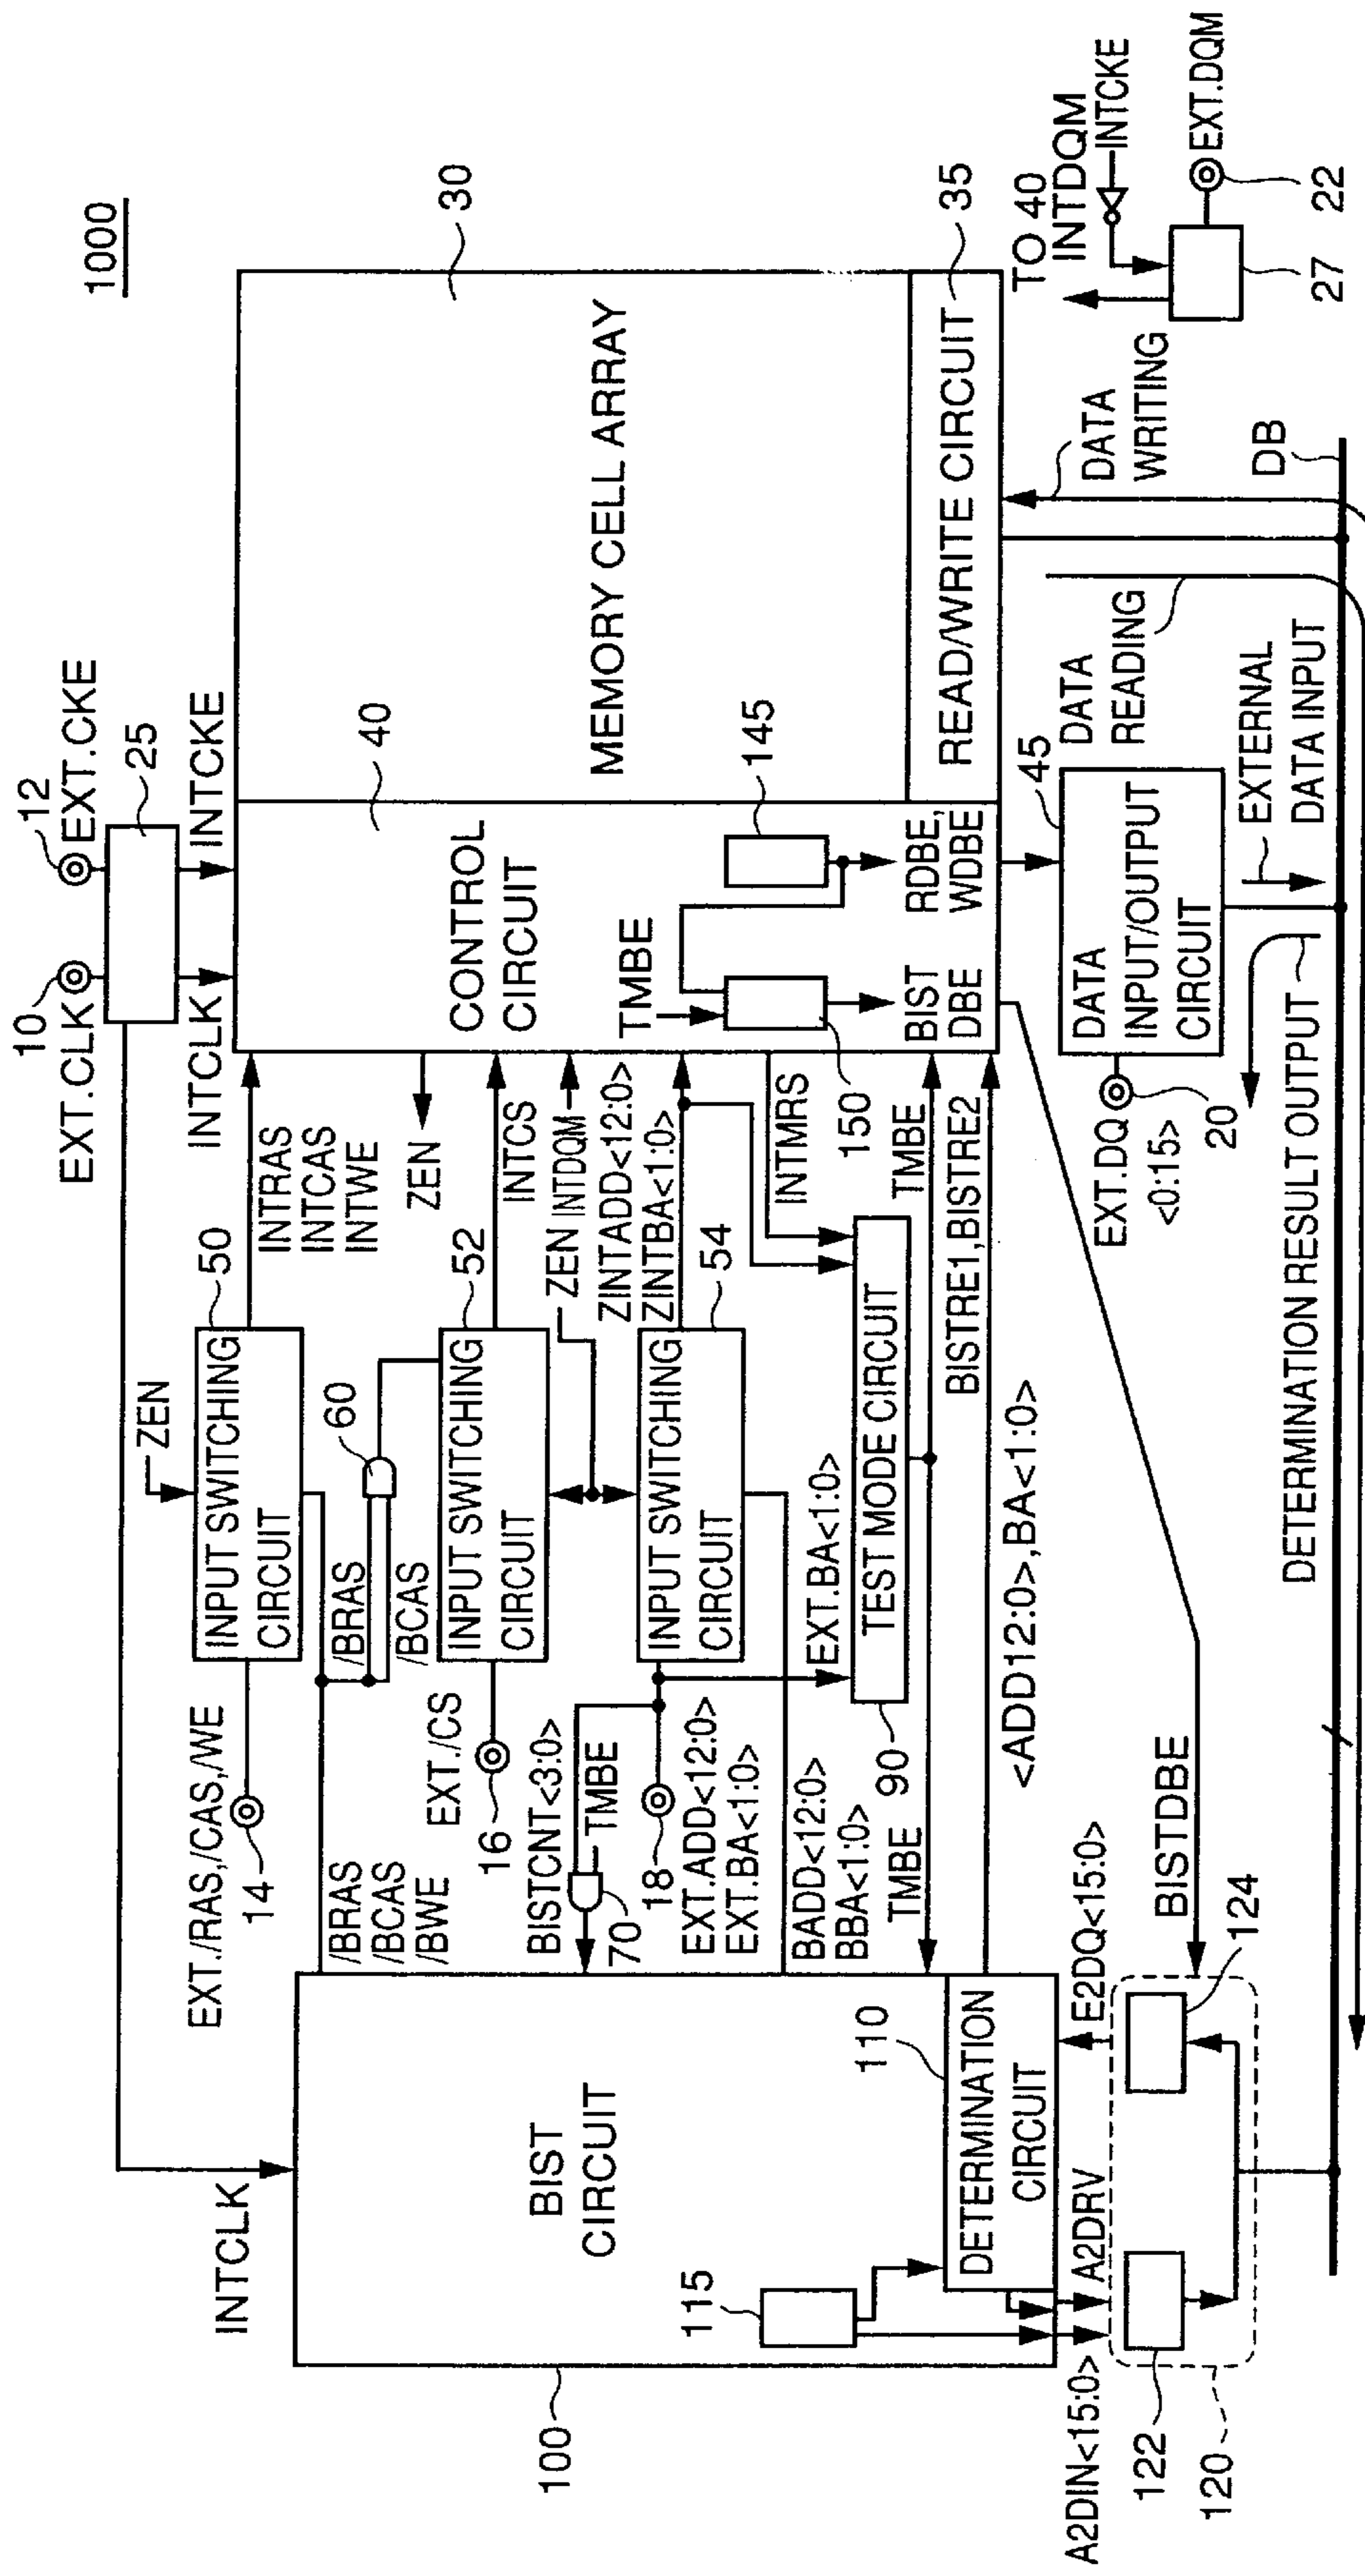 1000
10
12
EXT.CLK
EXT.CKE
25
INTCLK
INTCKE
INTCLK
30
MEMORY CELL ARRAY
40
CONTROL
CIRCUIT
35
READ/WRITE CIRCUIT
145
TMBE
150
BIST
DBE
RDBE,
WDBE
ZEN
50
INPUT SWITCHING
CIRCUIT
EXT./RAS,/CAS,/WE
14
INTRAS
INTCAS
INTWE
ZEN
/BRAS
/BCAS
/BWE
/BRAS
/BCAS
60
52
INPUT SWITCHING
CIRCUIT
EXT./CS
16
INTCS
ZEN
INTDQM
54
INPUT SWITCHING
CIRCUIT
ZINTADD<12:0>
ZINTBA<1:0>
BISTCNT<3:0>
TMBE
70
18
EXT.ADD<12:0>
EXT.BA<1:0>
BADD<12:0>
BBA<1:0>
EXT.BA<1:0>
INTMRS
TEST MODE CIRCUIT
90
TMBE
TMBE
BISTRE1,BISTRE2
<ADD12:0>,BA<1:0>
BIST
CIRCUIT
100
110
DETERMINATION
CIRCUIT
115
A2DIN<15:0>
A2DRV
E2DQ<15:0>
BISTDBE
122
124
120
EXT.DQ
<0:15>
20
45
DATA
INPUT/OUTPUT
CIRCUIT
DETERMINATION RESULT OUTPUT
EXTERNAL
DATA INPUT
DATA
READING
DATA
WRITING
DB
TO 40
INTDQM
INTCKE
EXT.DQM
22
27